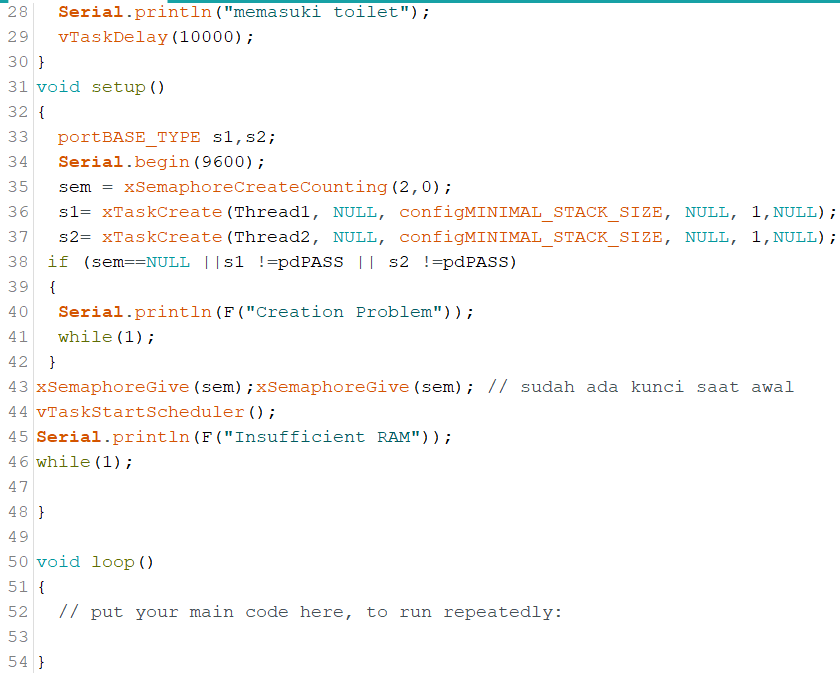 28   Serial.println("memasuki toilet");
29   vTaskDelay(10000);
30 }
31 void setup()
32 {
33   portBASE_TYPE s1,s2;
34   Serial.begin(9600);
35   sem = xSemaphoreCreateCounting(2,0);
36   s1= xTaskCreate(Thread1, NULL, configMINIMAL_STACK_SIZE, NULL, 1,NULL);
37   s2= xTaskCreate(Thread2, NULL, configMINIMAL_STACK_SIZE, NULL, 1,NULL);
38  if (sem==NULL ||s1 !=pdPASS || s2 !=pdPASS)
39  {
40   Serial.println(F("Creation Problem"));
41   while(1);
42  }
43 xSemaphoreGive(sem);xSemaphoreGive(sem); // sudah ada kunci saat awal
44 vTaskStartScheduler();
45 Serial.println(F("Insufficient RAM"));
46 while(1);
47
48 }
49
50 void loop()
51 {
52   // put your main code here, to run repeatedly:
53
54 }